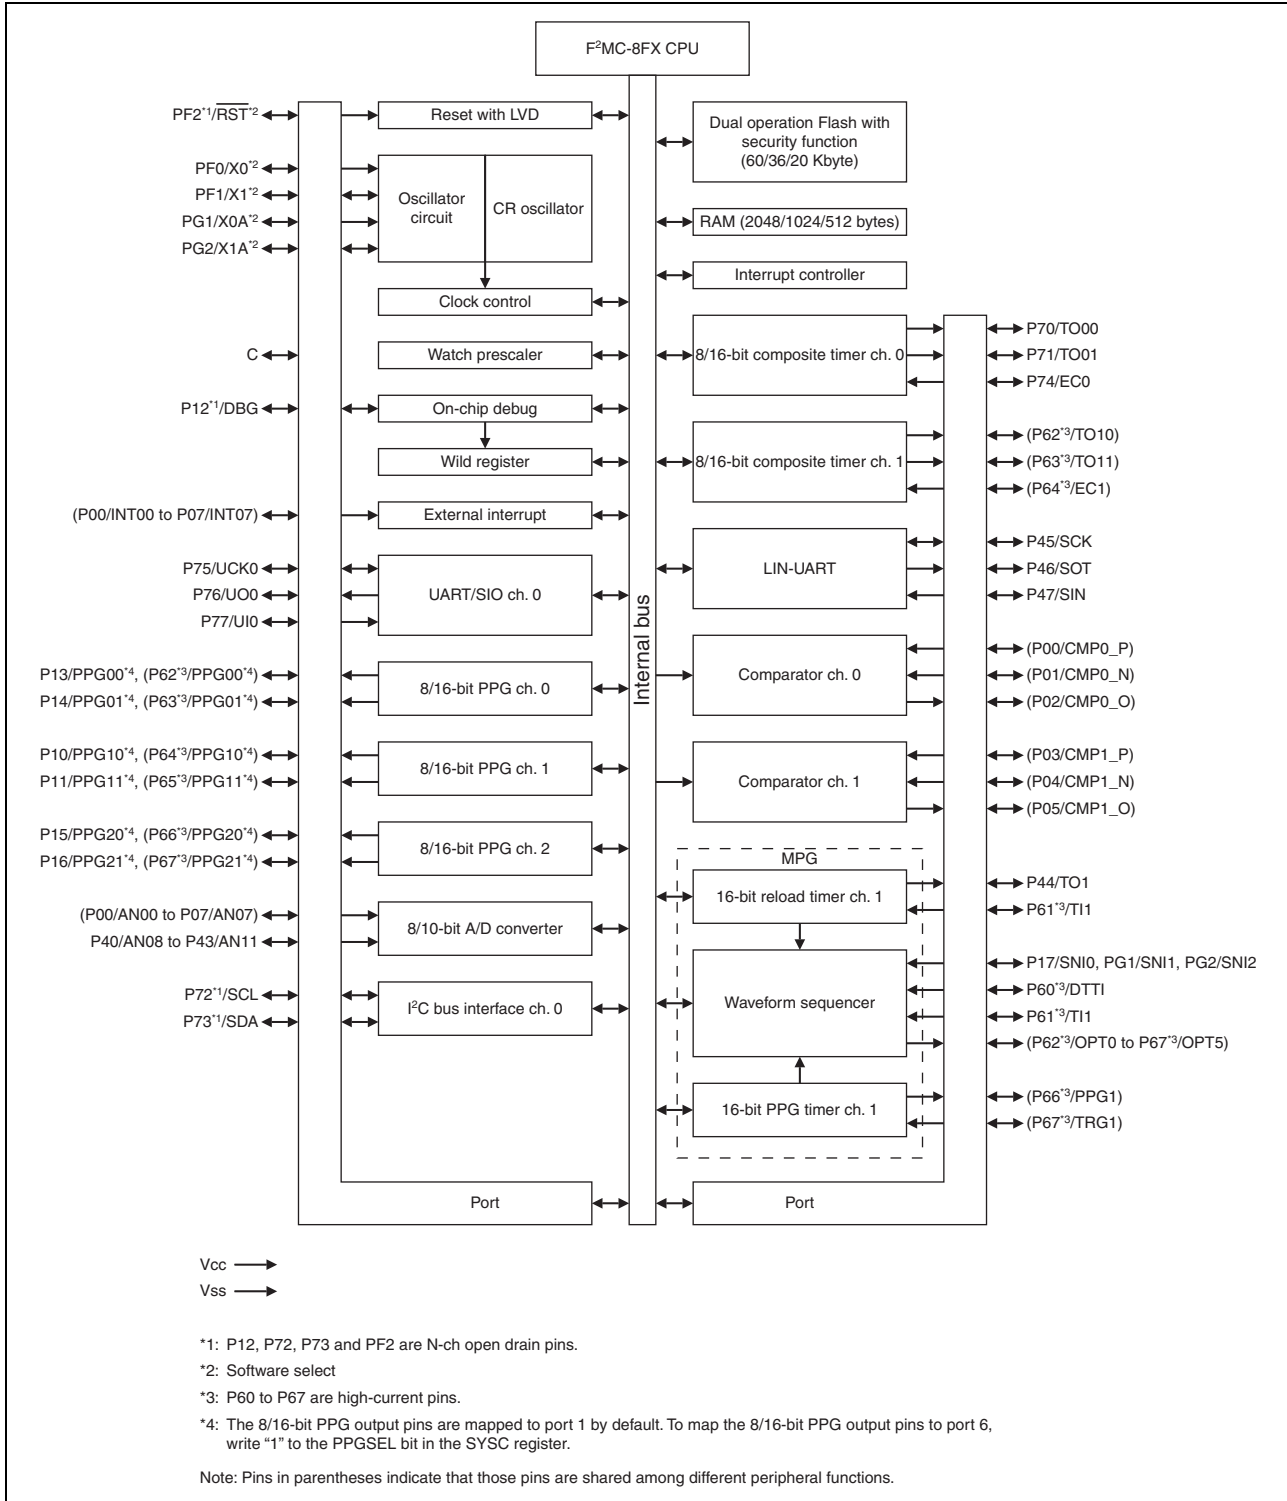 F²MC-8FX CPU
PF2*1/RST*2
Reset with LVD
Dual operation Flash with
security function
(60/36/20 Kbyte)
PF0/X0*2
PF1/X1*2
PG1/X0A*2
PG2/X1A*2
Oscillator
circuit
CR oscillator
RAM (2048/1024/512 bytes)
Interrupt controller
Clock control
C
Watch prescaler
8/16-bit composite timer ch. 0
P70/TO00
P71/TO01
P74/EC0
P12*1/DBG
On-chip debug
Wild register
8/16-bit composite timer ch. 1
(P62*3/TO10)
(P63*3/TO11)
(P64*3/EC1)
(P00/INT00 to P07/INT07)
External interrupt
P75/UCK0
P76/UO0
P77/UI0
UART/SIO ch. 0
Internal bus
LIN-UART
P45/SCK
P46/SOT
P47/SIN
P13/PPG00*4, (P62*3/PPG00*4)
P14/PPG01*4, (P63*3/PPG01*4)
8/16-bit PPG ch. 0
Comparator ch. 0
(P00/CMP0_P)
(P01/CMP0_N)
(P02/CMP0_O)
P10/PPG10*4, (P64*3/PPG10*4)
P11/PPG11*4, (P65*3/PPG11*4)
8/16-bit PPG ch. 1
Comparator ch. 1
(P03/CMP1_P)
(P04/CMP1_N)
(P05/CMP1_O)
P15/PPG20*4, (P66*3/PPG20*4)
P16/PPG21*4, (P67*3/PPG21*4)
8/16-bit PPG ch. 2
MPG
16-bit reload timer ch. 1
P44/TO1
P61*3/TI1
(P00/AN00 to P07/AN07)
P40/AN08 to P43/AN11
8/10-bit A/D converter
Waveform sequencer
P17/SNI0, PG1/SNI1, PG2/SNI2
P60*3/DTTI
P61*3/TI1
(P62*3/OPT0 to P67*3/OPT5)
P72*1/SCL
P73*1/SDA
I²C bus interface ch. 0
16-bit PPG timer ch. 1
(P66*3/PPG1)
(P67*3/TRG1)
Port
Port
Vcc
Vss
*1: P12, P72, P73 and PF2 are N-ch open drain pins.
*2: Software select
*3: P60 to P67 are high-current pins.
*4: The 8/16-bit PPG output pins are mapped to port 1 by default. To map the 8/16-bit PPG output pins to port 6,
write “1” to the PPGSEL bit in the SYSC register.
Note: Pins in parentheses indicate that those pins are shared among different peripheral functions.